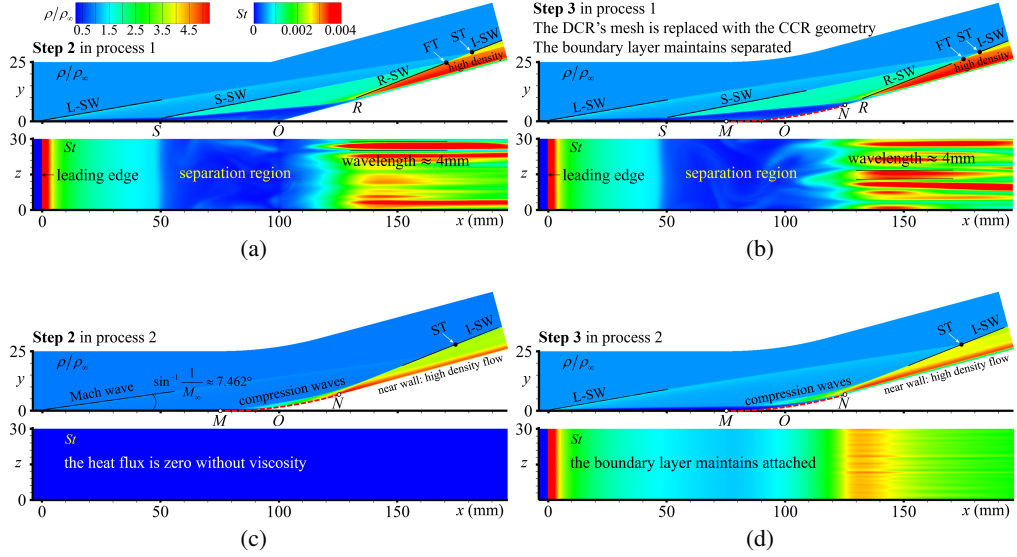 ρ/ρ∞
0.5 1.5 2.5 3.5 4.5
St
0 0.002 0.004
Step 2 in process 1
ρ/ρ∞
25
y
0
L-SW
S-SW
R-SW
FT
ST
I-SW
high density
S
O
R
30
z
0
St
leading edge
separation region
wavelength ≈ 4mm
0 50 100 150 x (mm)
(a)
Step 3 in process 1
The DCR's mesh is replaced with the CCR geometry
The boundary layer maintains separated
ρ/ρ∞
25
y
0
L-SW
S-SW
R-SW
FT
ST
I-SW
high density
S
M
O
N
R
30
z
0
St
leading edge
separation region
wavelength ≈ 4mm
0 50 100 150 x (mm)
(b)
Step 2 in process 2
ρ/ρ∞
25
y
0
Mach wave
sin⁻¹ 1/M∞ ≈ 7.462°
compression waves
ST
I-SW
near wall: high density flow
M
O
N
30
z
0
St
the heat flux is zero without viscosity
0 50 100 150 x (mm)
(c)
Step 3 in process 2
ρ/ρ∞
25
y
0
L-SW
compression waves
ST
I-SW
near wall: high density flow
M
O
N
30
z
0
St
the boundary layer maintains attached
0 50 100 150 x (mm)
(d)